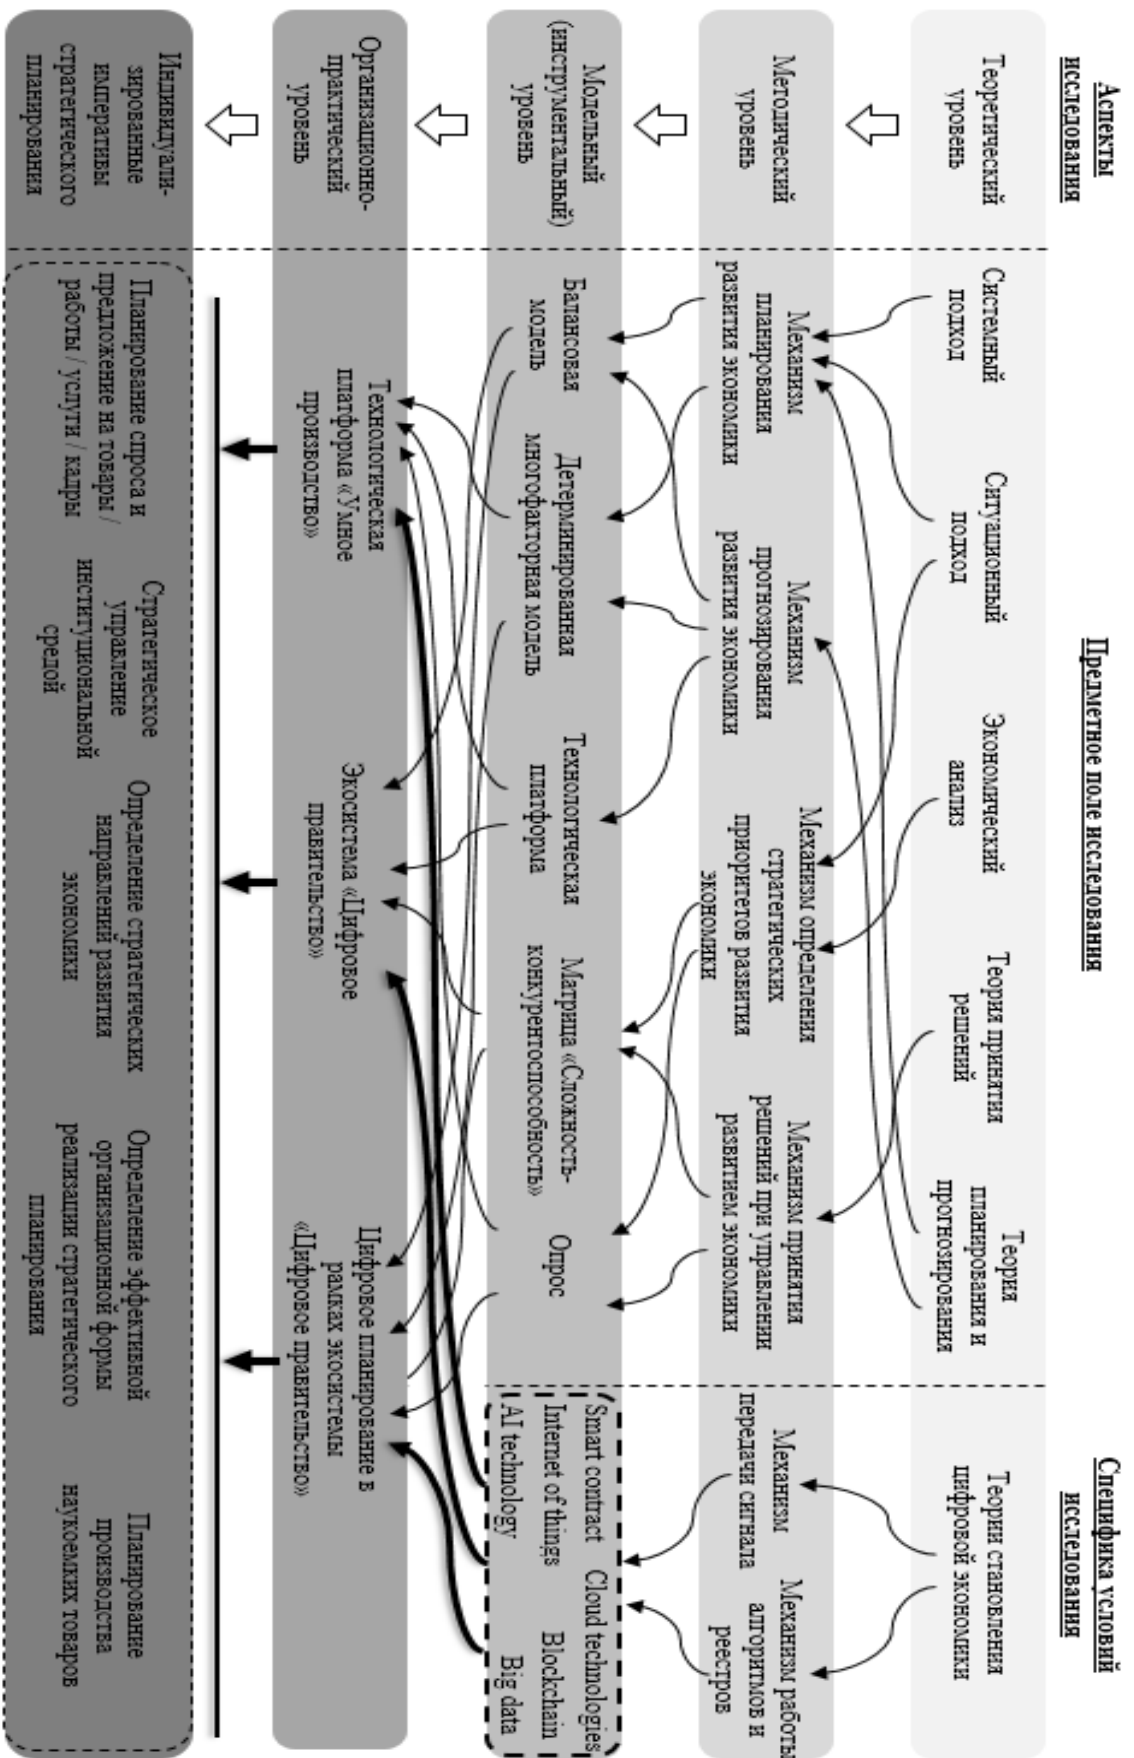 Аспекты
исследования
Предметное поле исследования
Специфика условий
исследования
Теоретический
уровень
Системный
подход
Ситуационный
подход
Экономический
анализ
Теория принятия
решений
Теория
планирования и
прогнозирования
Теории становления
цифровой экономики
Методический
уровень
Механизм
планирования
развития экономики
Механизм
прогнозирования
развития экономики
Механизм определения
стратегических
приоритетов развития
экономики
Механизм принятия
решений при управлении
развитием экономики
Механизм
передачи сигнала
Механизм работы
алгоритмов и
реестров
Модельный
(инструментальный)
уровень
Балансовая
модель
Детерминированная
многофакторная модель
Технологическая
платформа
Матрица «Сложность-
конкурентоспособность»
Опрос
Smart contract
Internet of things
AI technology
Cloud technologies
Blockchain
Big data
Организационно-
практический
уровень
Технологическая
платформа «Умное
производство»
Экосистема «Цифровое
правительство»
Цифровое планирование в
рамках экосистемы
«Цифровое правительство»
Индивидуали-
зированные
императивы
стратегического
планирования
Планирование спроса и
предложение на товары /
работы / услуги / кадры
Стратегическое
управление
институциональной
средой
Определение стратегических
направлений развития
экономики
Определение эффективной
организационной формы
реализации стратегического
планирования
Планирование
производства
наукоемких товаров